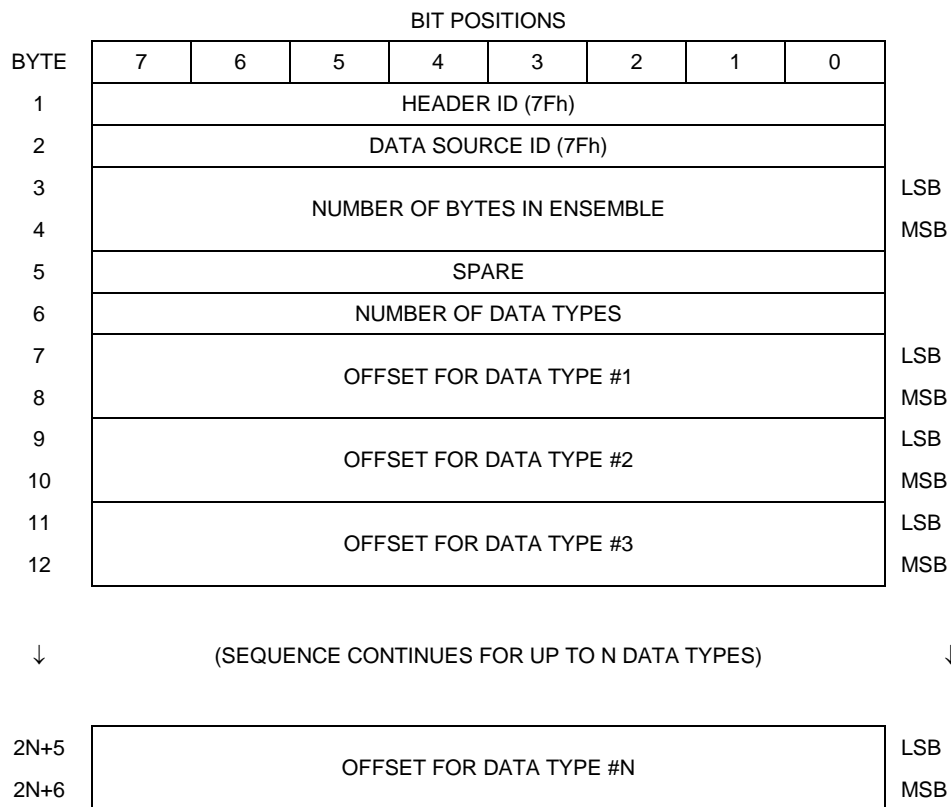 BIT POSITIONS
BYTE 7 6 5 4 3 2 1 0
1 HEADER ID (7Fh)
2 DATA SOURCE ID (7Fh)
3 LSB
NUMBER OF BYTES IN ENSEMBLE
4 MSB
5 SPARE
6 NUMBER OF DATA TYPES
7 LSB
OFFSET FOR DATA TYPE #1
8 MSB
9 LSB
OFFSET FOR DATA TYPE #2
10 MSB
11 LSB
OFFSET FOR DATA TYPE #3
12 MSB
↓ (SEQUENCE CONTINUES FOR UP TO N DATA TYPES) ↓
2N+5 LSB
OFFSET FOR DATA TYPE #N
2N+6 MSB